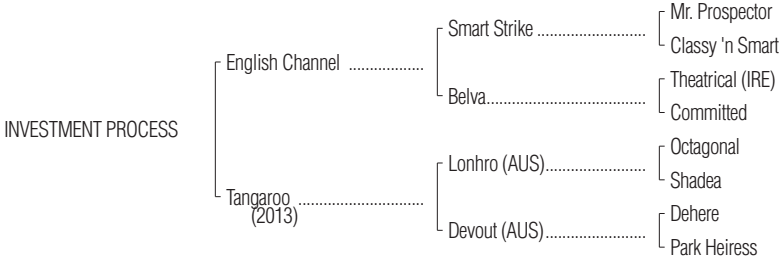 Mr. Prospector
Smart Strike ..........................
Classy 'n Smart
English Channel ..................
Theatrical (IRE)
Belva......................................
Committed
INVESTMENT PROCESS
Octagonal
Lonhro (AUS)........................
Shadea
Tangaroo ..............................
(2013)
Dehere
Devout (AUS)........................
Park Heiress